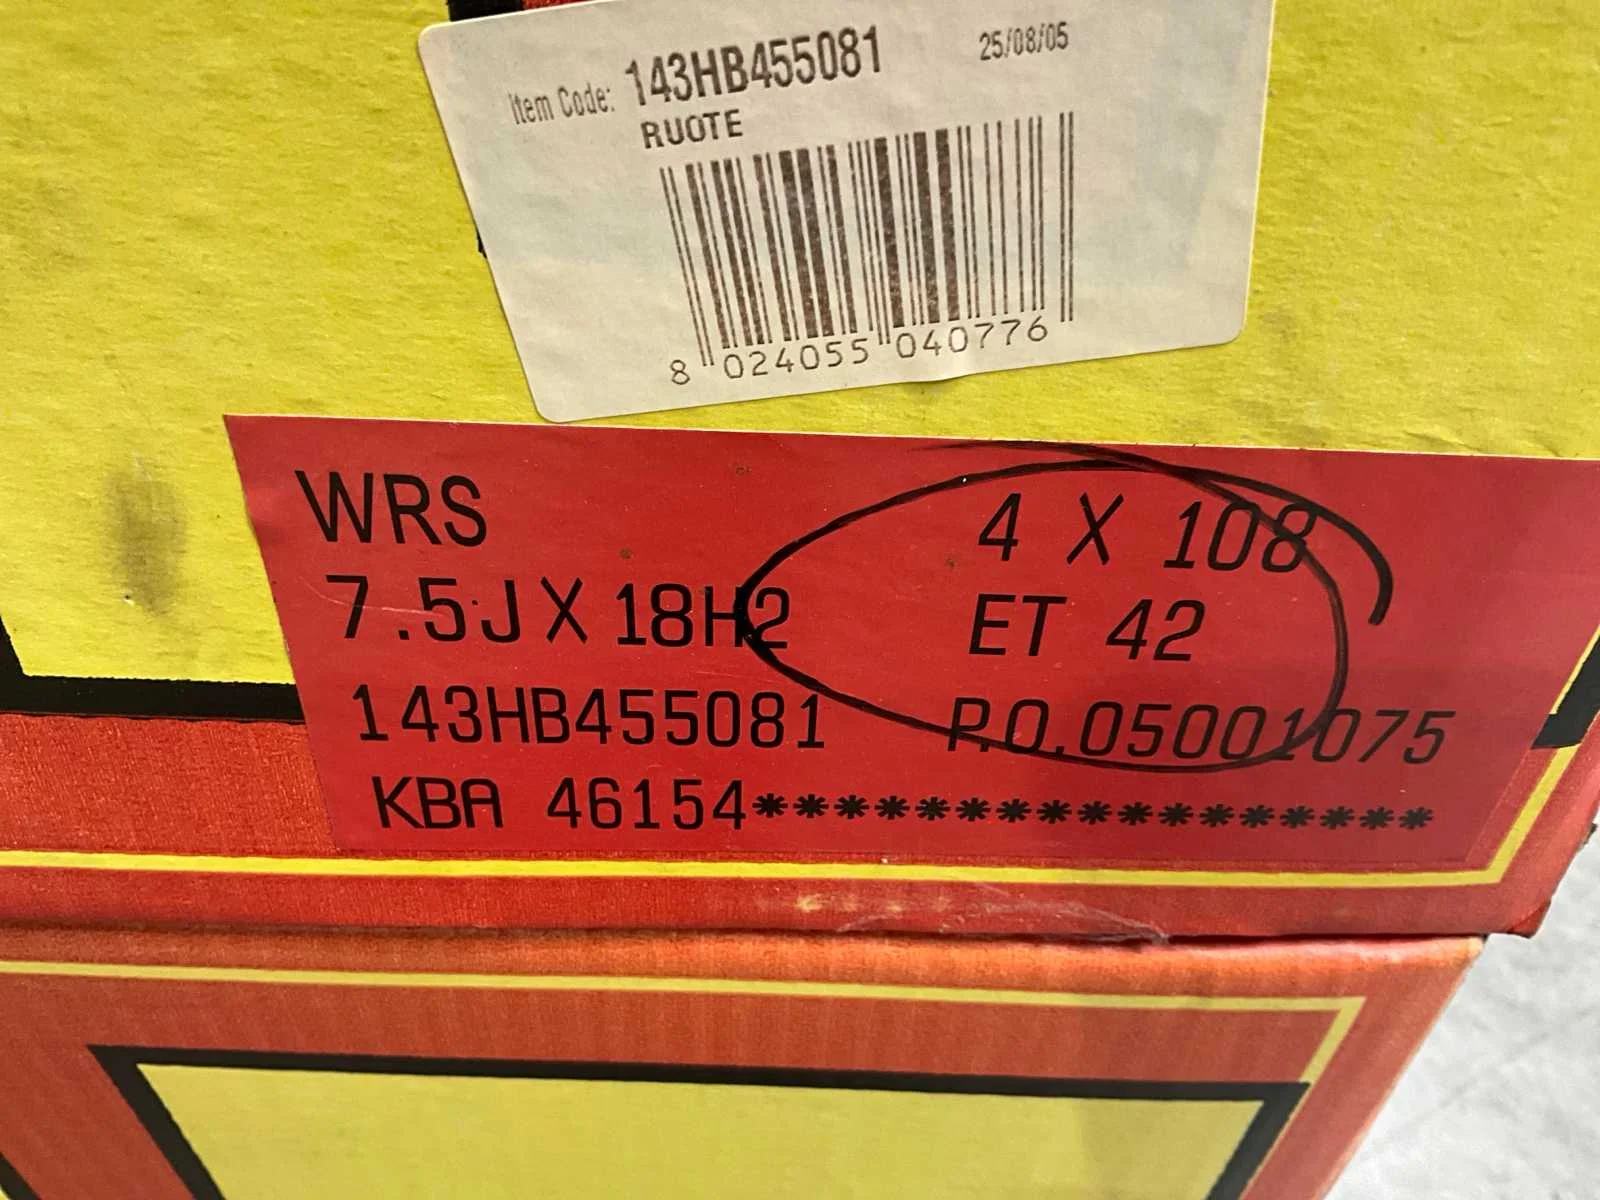 Item Code: 143HB455081 25/08/05
RUOTE
8 024055 040776
WRS 4 X 108
7.5J X 18H2 ET 42
143HB455081 P.O.05001075
KBA 46154*****************